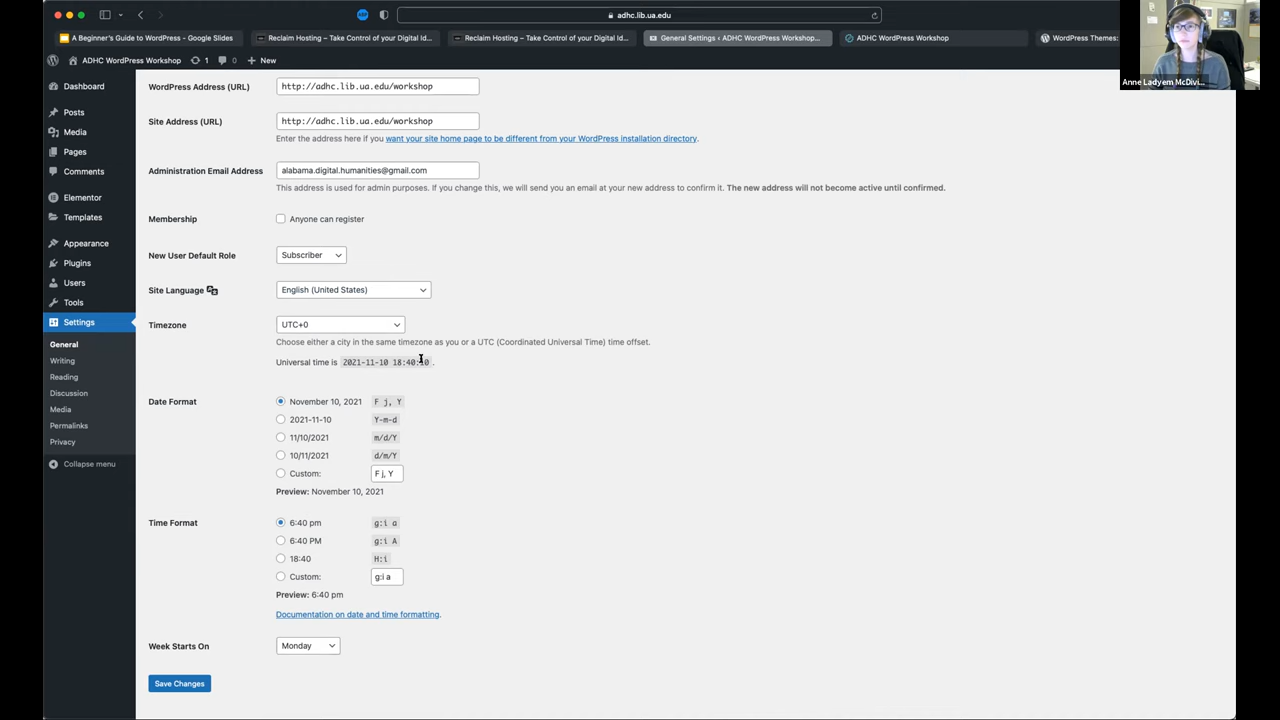 adhc.lib.ua.edu
A Beginner's Guide to WordPress - Google Slides
Reclaim Hosting – Take Control of your Digital Id...
Reclaim Hosting – Take Control of your Digital Id...
General Settings ‹ ADHC WordPress Workshop...
ADHC WordPress Workshop
WordPress Themes:
Anne Ladyem McDivi...
ADHC WordPress Workshop
1
0
New
Dashboard
Posts
Media
Pages
Comments
Elementor
Templates
Appearance
Plugins
Users
Tools
Settings
General
Writing
Reading
Discussion
Media
Permalinks
Privacy
Collapse menu
WordPress Address (URL)
http://adhc.lib.ua.edu/workshop
Site Address (URL)
http://adhc.lib.ua.edu/workshop
Enter the address here if you want your site home page to be different from your WordPress installation directory.
Administration Email Address
alabama.digital.humanities@gmail.com
This address is used for admin purposes. If you change this, we will send you an email at your new address to confirm it. The new address will not become active until confirmed.
Membership
Anyone can register
New User Default Role
Subscriber
Site Language
English (United States)
Timezone
UTC+0
Choose either a city in the same timezone as you or a UTC (Coordinated Universal Time) time offset.
Universal time is 2021-11-10 18:40:
Date Format
November 10, 2021 F j, Y
2021-11-10 Y-m-d
11/10/2021 m/d/Y
10/11/2021 d/m/Y
Custom: F j, Y
Preview: November 10, 2021
Time Format
6:40 pm g:i a
6:40 PM g:i A
18:40 H:i
Custom: g:i a
Preview: 6:40 pm
Documentation on date and time formatting.
Week Starts On
Monday
Save Changes